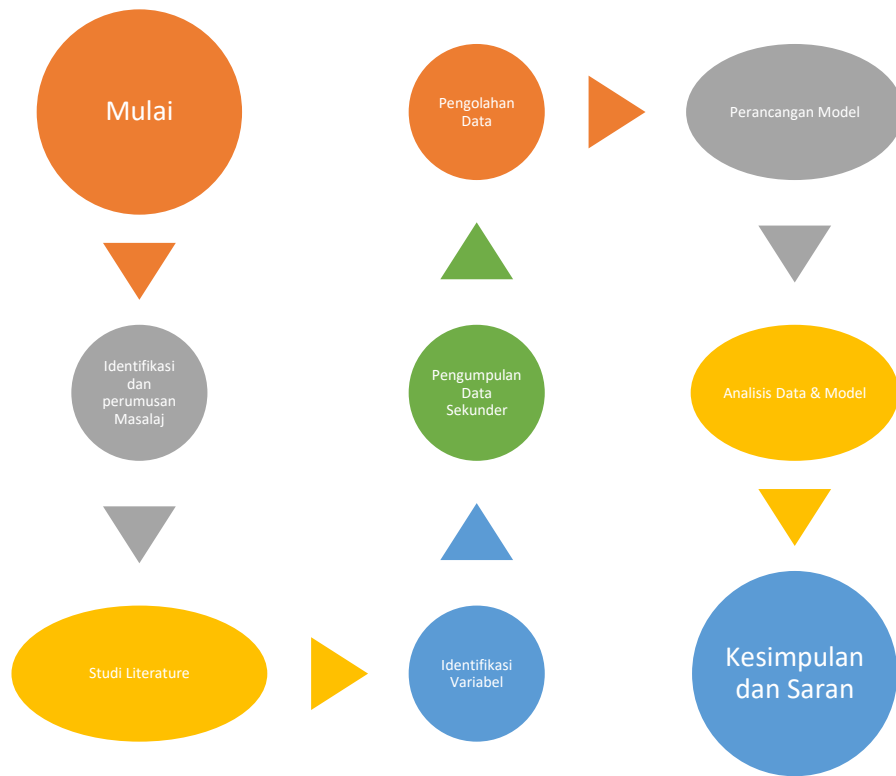 Mulai
Identifikasi
dan
perumusan
Masalaj
Studi Literature
Identifikasi
Variabel
Pengumpulan
Data
Sekunder
Pengolahan
Data
Perancangan Model
Analisis Data & Model
Kesimpulan
dan Saran